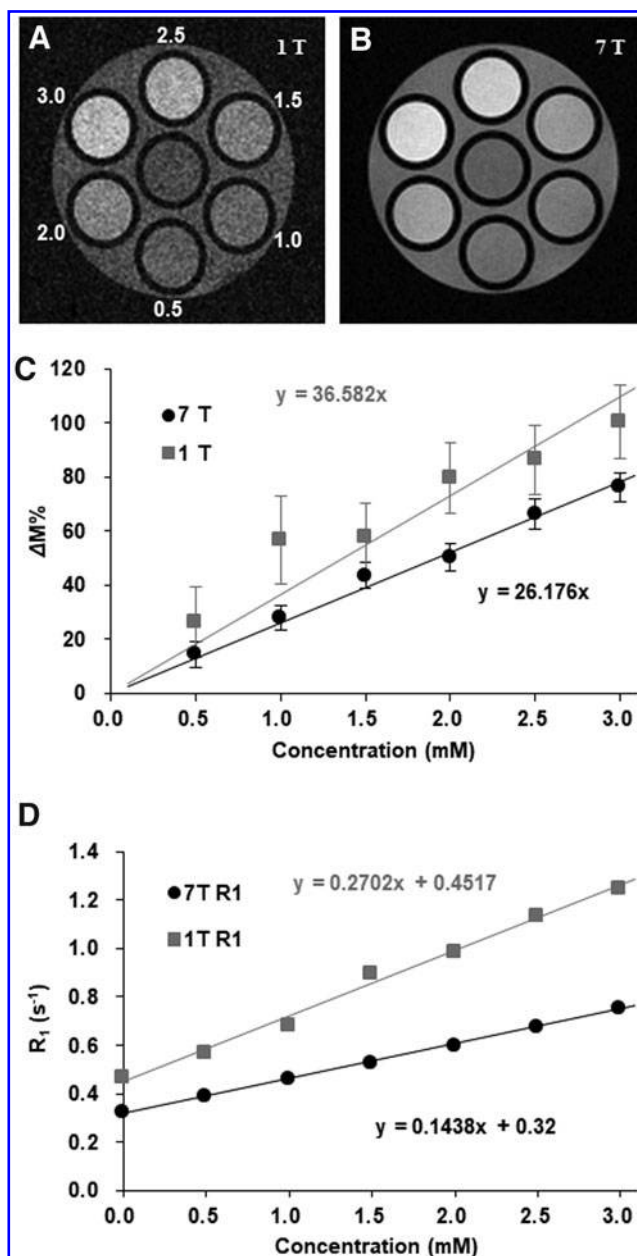 A
1 T
2.5
3.0
1.5
2.0
1.0
0.5
B
7 T
C
120
100
80
60
40
20
0
ΔM%
7 T
1 T
y = 36.582x
y = 26.176x
0.0 0.5 1.0 1.5 2.0 2.5 3.0
Concentration (mM)
D
1.4
1.2
1.0
0.8
0.6
0.4
0.2
0.0
R₁ (s⁻¹)
7T R1
1T R1
y = 0.2702x + 0.4517
y = 0.1438x + 0.32
0.0 0.5 1.0 1.5 2.0 2.5 3.0
Concentration (mM)